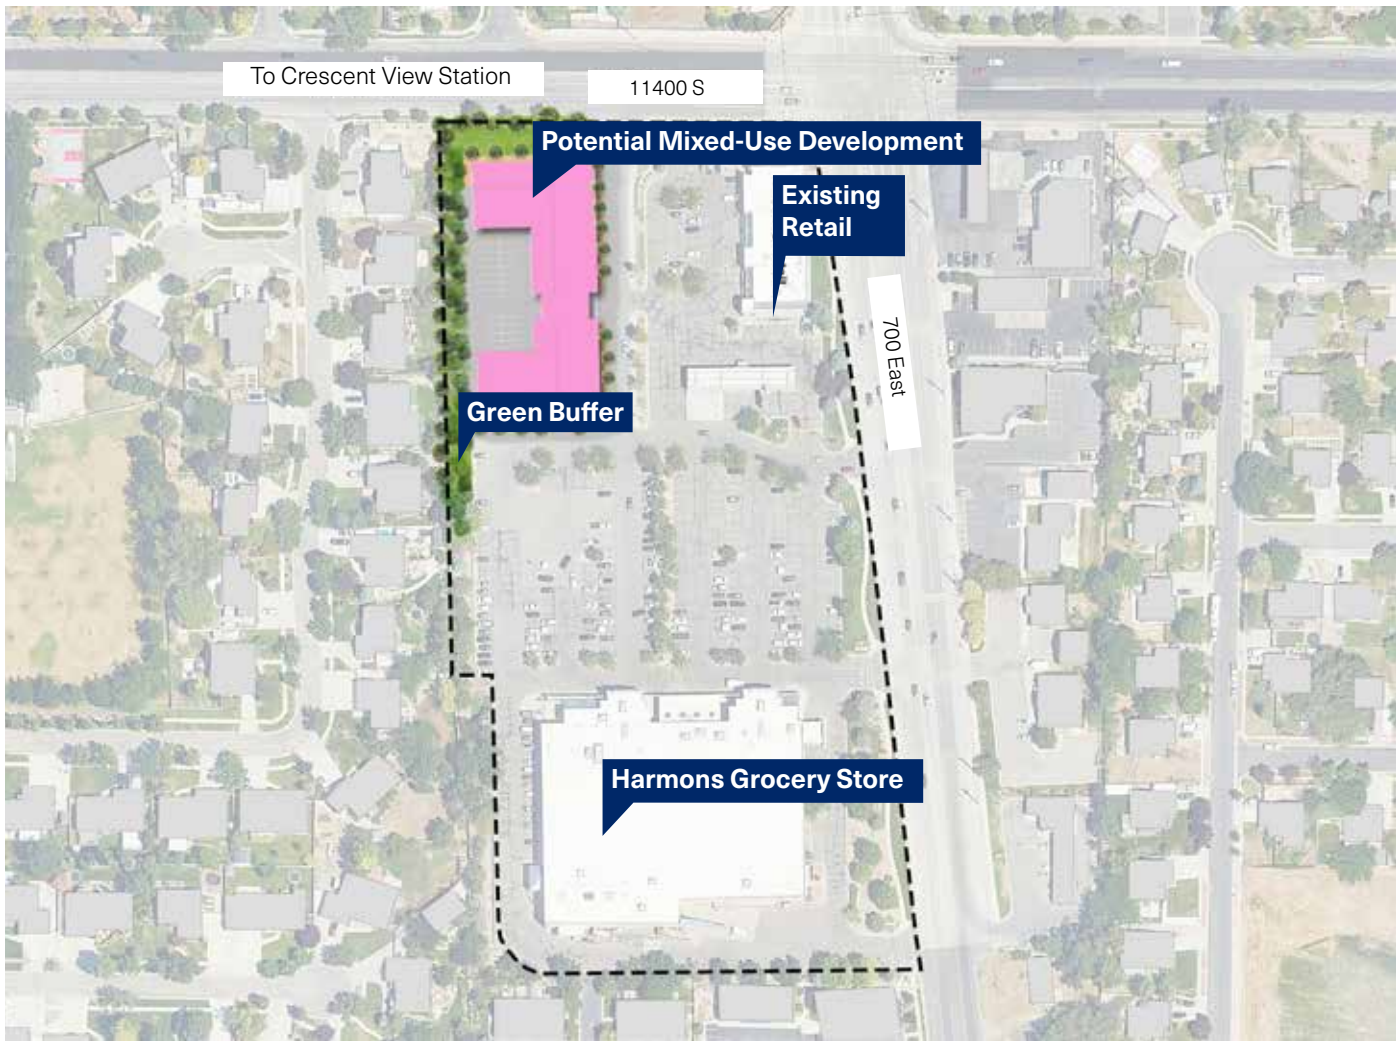 To Crescent View Station
11400 S
Potential Mixed-Use Development
Existing
Retail
700 East
Green Buffer
Harmons Grocery Store